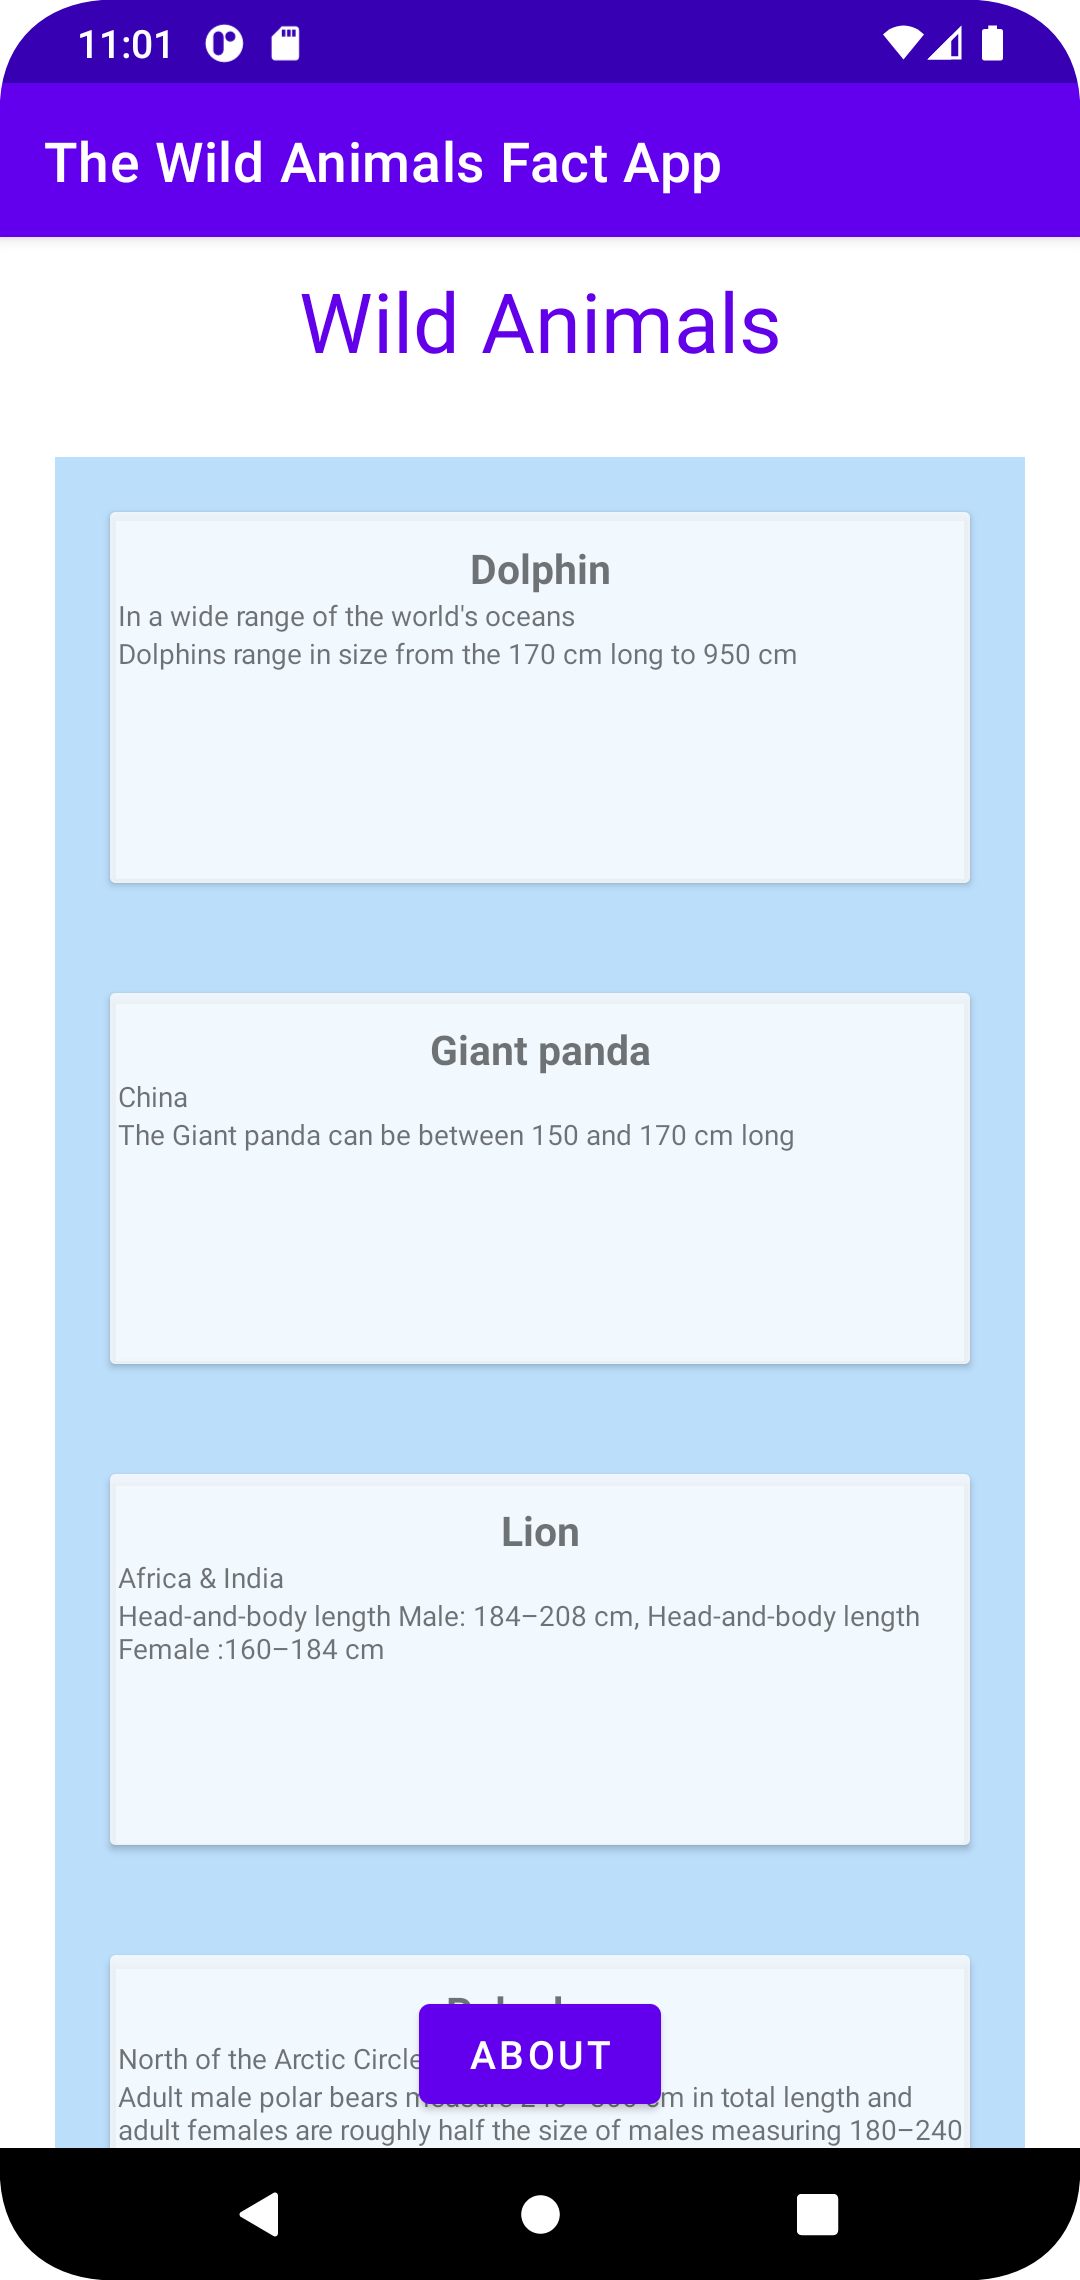 11:01
The Wild Animals Fact App
Wild Animals
Dolphin
In a wide range of the world's oceans
Dolphins range in size from the 170 cm long to 950 cm
Giant panda
China
The Giant panda can be between 150 and 170 cm long
Lion
Africa & India
Head-and-body length Male: 184–208 cm, Head-and-body length
Female :160–184 cm
North of the Arctic Circle
ABOUT
Adult male polar bears cm in total length and
adult females are roughly half the size of males measuring 180–240